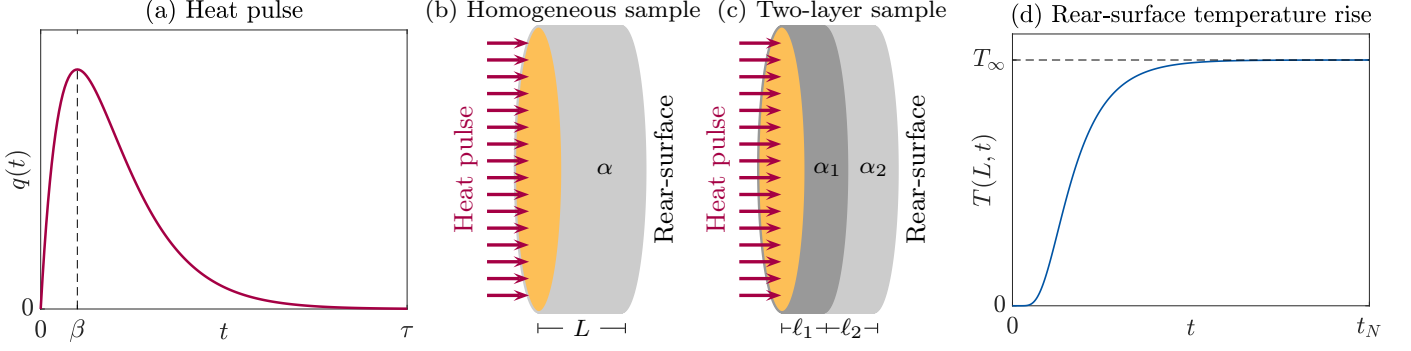 (a) Heat pulse
q(t)
0
0
β
t
τ
(b) Homogeneous sample
Heat pulse
α
Rear-surface
L
(c) Two-layer sample
Heat pulse
α₁
α₂
Rear-surface
ℓ₁
ℓ₂
(d) Rear-surface temperature rise
T∞
T(L, t)
0
0
t
t_N